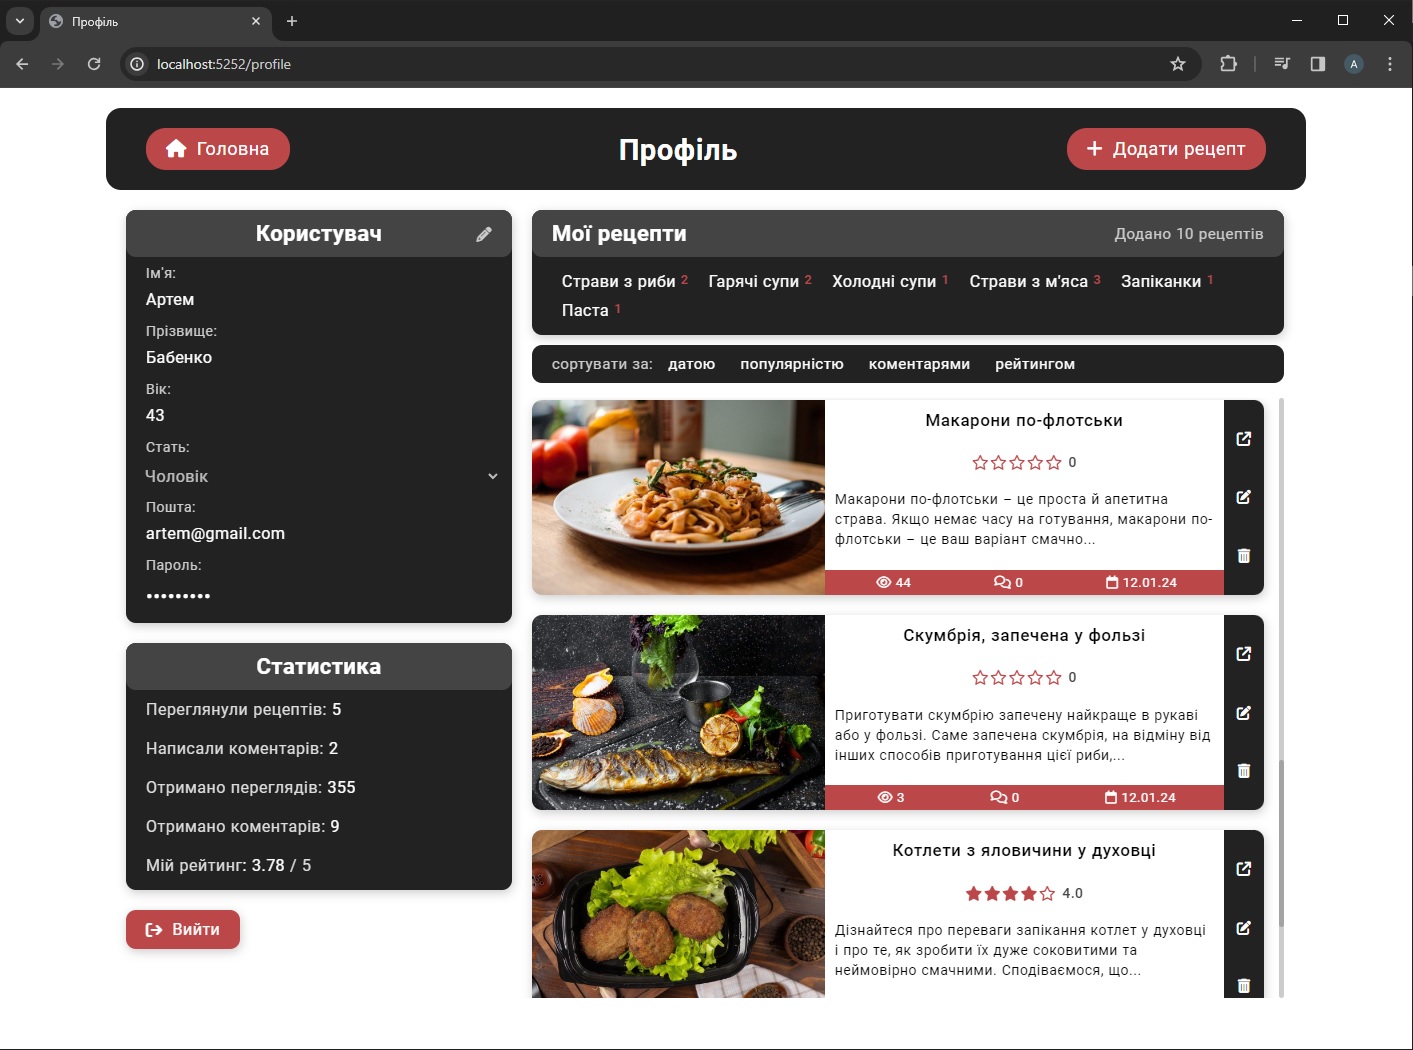 Профіль
localhost:5252/profile
A
Головна
Профіль
Додати рецепт
Користувач
Ім'я:
Артем
Прізвище:
Бабенко
Вік:
43
Стать:
Чоловік
Пошта:
artem@gmail.com
Пароль:
•••••••••
Статистика
Переглянули рецептів: 5
Написали коментарів: 2
Отримано переглядів: 355
Отримано коментарів: 9
Мій рейтинг: 3.78 / 5
Вийти
Мої рецепти
Додано 10 рецептів
Страви з риби 2 Гарячі супи 2 Холодні супи 1 Страви з м'яса 3 Запіканки 1
Паста 1
сортувати за: датою популярністю коментарями рейтингом
Макарони по-флотськи
0
Макарони по-флотськи – це проста й апетитна
страва. Якщо немає часу на готування, макарони по-
флотськи – це ваш варіант смачно...
44 0 12.01.24
Скумбрія, запечена у фользі
0
Приготувати скумбрію запечену найкраще в рукаві
або у фользі. Саме запечена скумбрія, на відміну від
інших способів приготування цієї риби,...
3 0 12.01.24
Котлети з яловичини у духовці
4.0
Дізнайтеся про переваги запікання котлет у духовці
і про те, як зробити їх дуже соковитими та
неймовірно смачними. Сподіваємося, що...